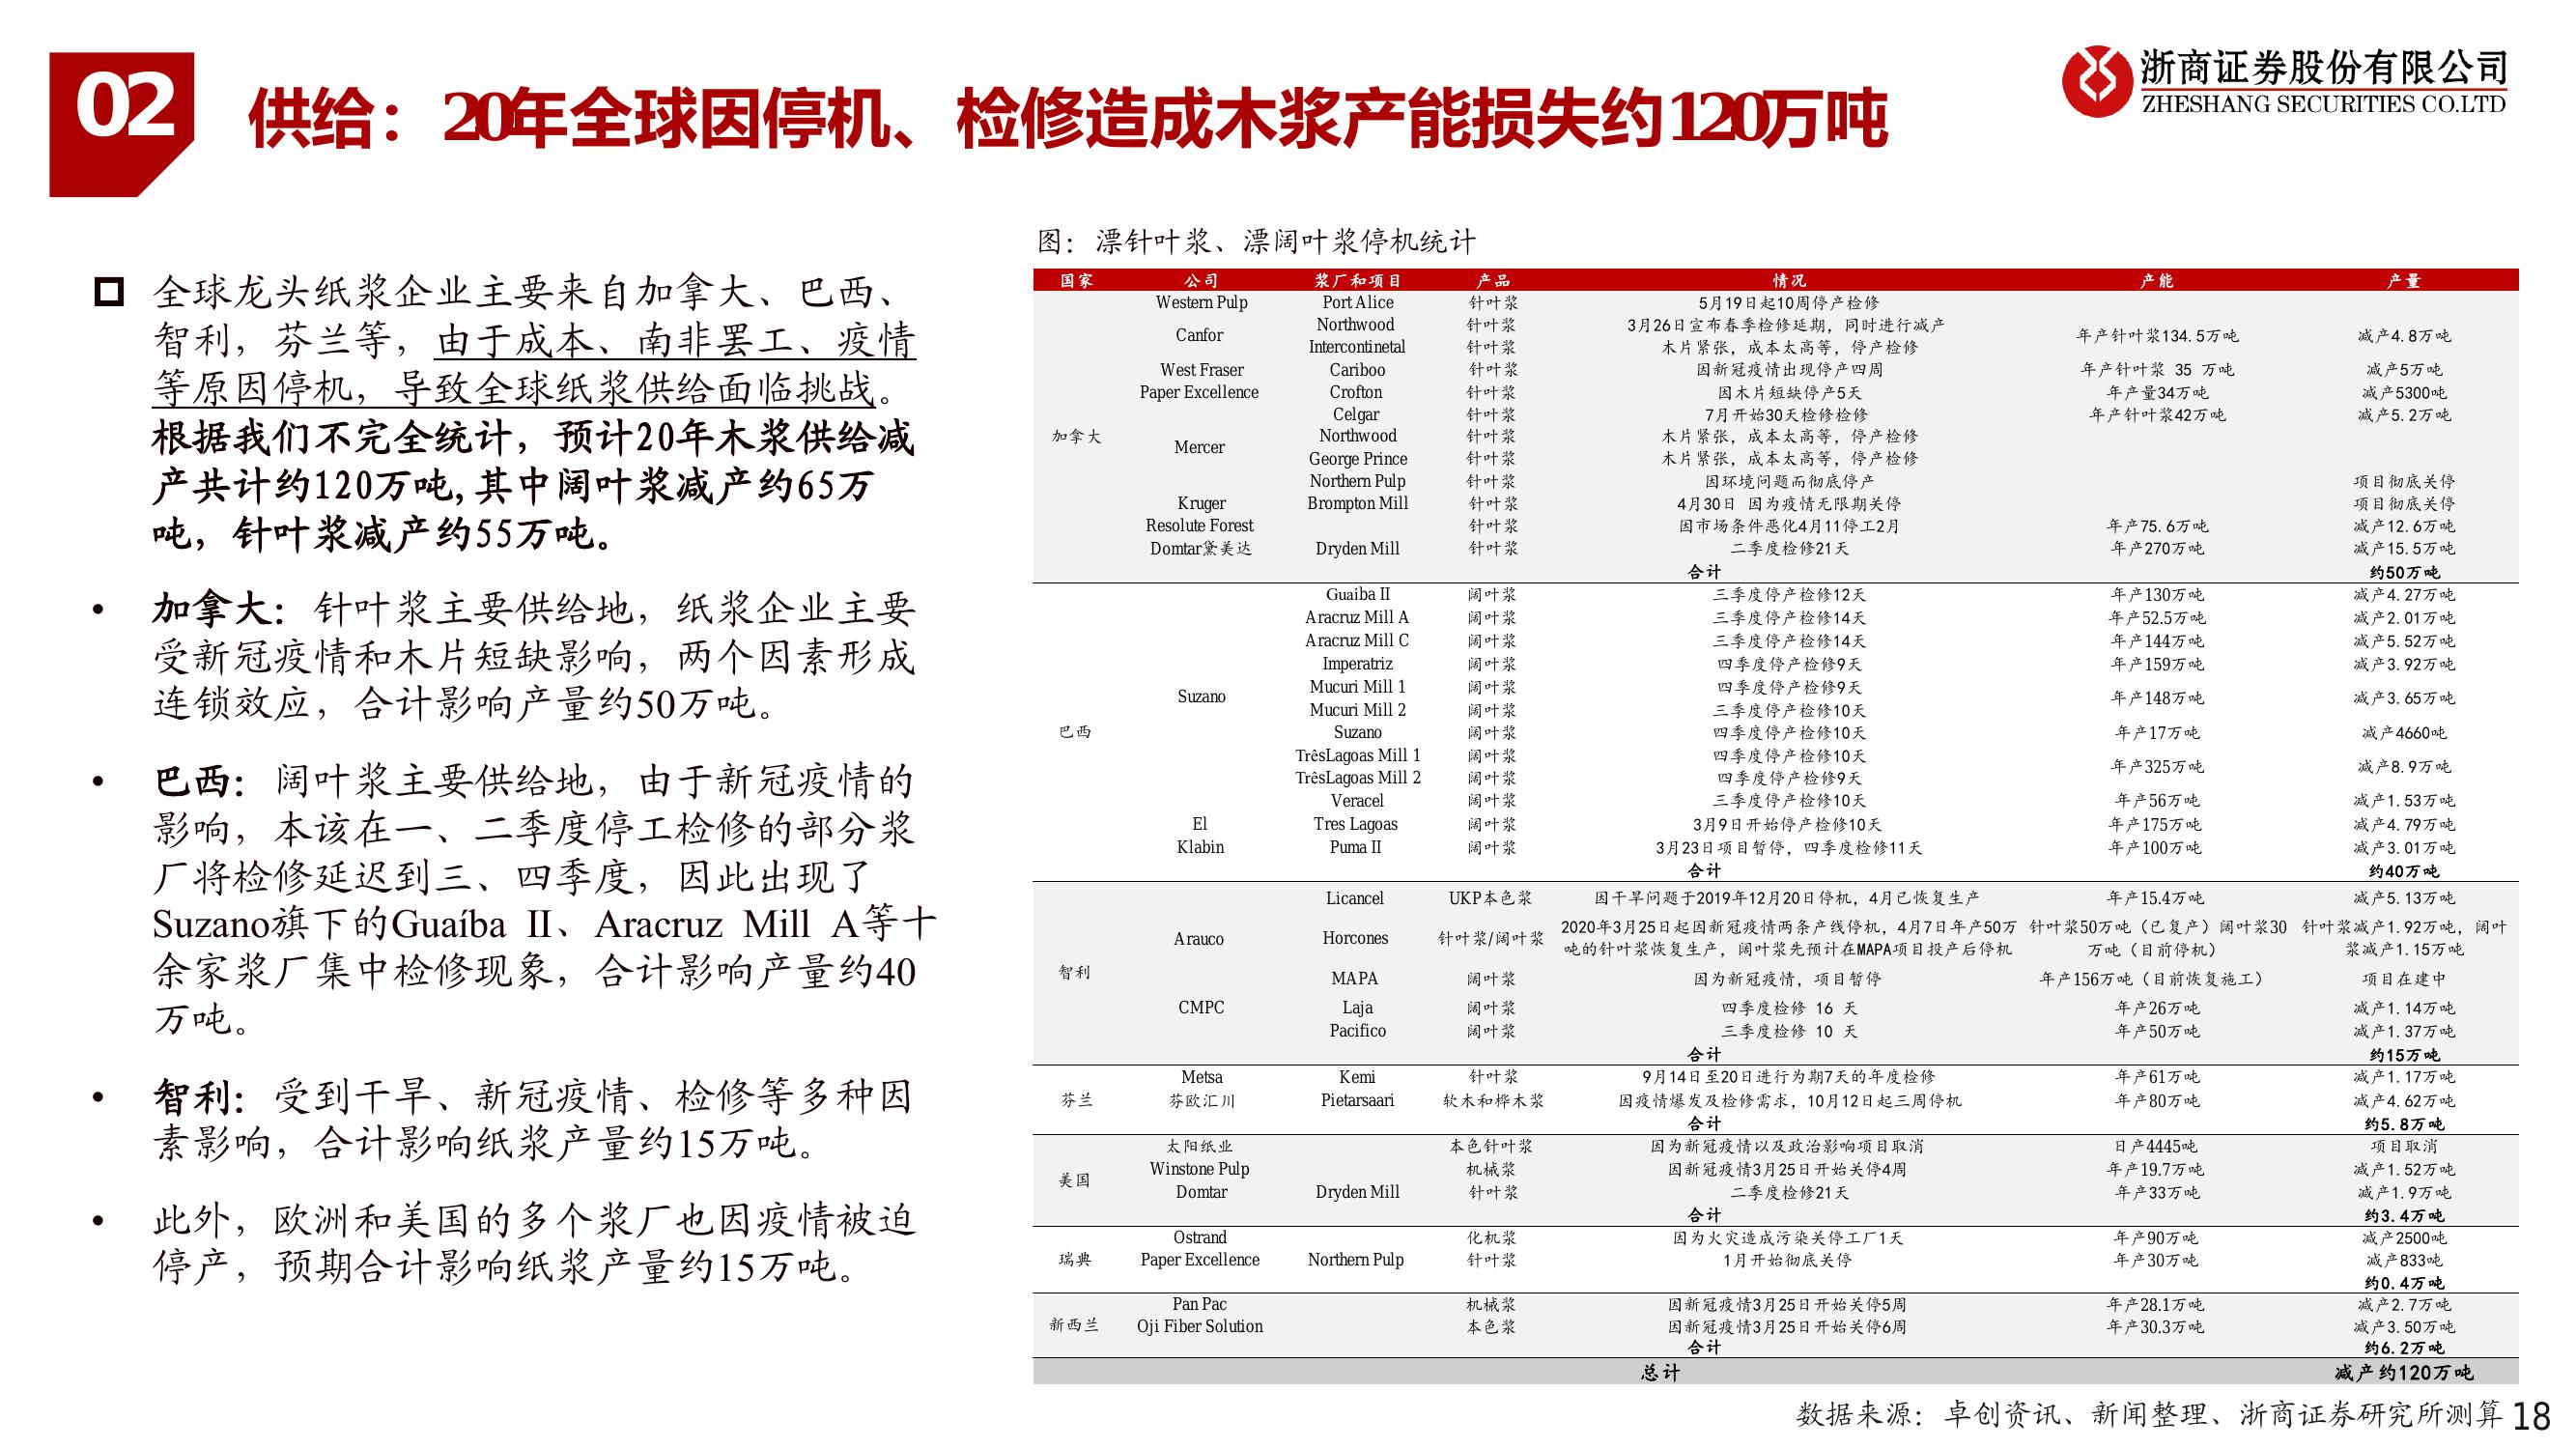 02
供给：20年全球因停机、检修造成木浆产能损失约120万吨
浙商证券股份有限公司
ZHESHANG SECURITIES CO.LTD
全球龙头纸浆企业主要来自加拿大、巴西、
智利，芬兰等，由于成本、南非罢工、疫情
等原因停机，导致全球纸浆供给面临挑战。
根据我们不完全统计，预计20年木浆供给减
产共计约120万吨,其中阔叶浆减产约65万
吨，针叶浆减产约55万吨。
• 加拿大：针叶浆主要供给地，纸浆企业主要
受新冠疫情和木片短缺影响，两个因素形成
连锁效应，合计影响产量约50万吨。
• 巴西：阔叶浆主要供给地，由于新冠疫情的
影响，本该在一、二季度停工检修的部分浆
厂将检修延迟到三、四季度，因此出现了
Suzano旗下的Guaíba II、Aracruz Mill A等十
余家浆厂集中检修现象，合计影响产量约40
万吨。
• 智利：受到干旱、新冠疫情、检修等多种因
素影响，合计影响纸浆产量约15万吨。
• 此外，欧洲和美国的多个浆厂也因疫情被迫
停产，预期合计影响纸浆产量约15万吨。
图：漂针叶浆、漂阔叶浆停机统计
国家 公司 浆厂和项目 产品 情况 产能 产量
Western Pulp Port Alice 针叶浆 5月19日起10周停产检修
Canfor Northwood 针叶浆 3月26日宣布春季检修延期，同时进行减产 年产针叶浆134.5万吨 减产4.8万吨
Intercontinetal 针叶浆 木片紧张，成本太高等，停产检修
West Fraser Cariboo 针叶浆 因新冠疫情出现停产四周 年产针叶浆 35 万吨 减产5万吨
Paper Excellence Crofton 针叶浆 因木片短缺停产5天 年产量34万吨 减产5300吨
Celgar 针叶浆 7月开始30天检修检修 年产针叶浆42万吨 减产5.2万吨
加拿大 Mercer Northwood 针叶浆 木片紧张，成本太高等，停产检修
George Prince 针叶浆 木片紧张，成本太高等，停产检修
Northern Pulp 针叶浆 因环境问题而彻底停产 项目彻底关停
Kruger Brompton Mill 针叶浆 4月30日 因为疫情无限期关停 项目彻底关停
Resolute Forest 针叶浆 因市场条件恶化4月11停工2月 年产75.6万吨 减产12.6万吨
Domtar黛美达 Dryden Mill 针叶浆 二季度检修21天 年产270万吨 减产15.5万吨
合计 约50万吨
Guaíba II 阔叶浆 三季度停产检修12天 年产130万吨 减产4.27万吨
Aracruz Mill A 阔叶浆 三季度停产检修14天 年产52.5万吨 减产2.01万吨
Aracruz Mill C 阔叶浆 三季度停产检修14天 年产144万吨 减产5.52万吨
Imperatriz 阔叶浆 四季度停产检修9天 年产159万吨 减产3.92万吨
Suzano Mucuri Mill 1 阔叶浆 四季度停产检修9天 年产148万吨 减产3.65万吨
Mucuri Mill 2 阔叶浆 三季度停产检修10天
巴西 Suzano 阔叶浆 四季度停产检修10天 年产17万吨 减产4660吨
TrêsLagoas Mill 1 阔叶浆 四季度停产检修10天 年产325万吨 减产8.9万吨
TrêsLagoas Mill 2 阔叶浆 四季度停产检修9天
Veracel 阔叶浆 三季度停产检修10天 年产56万吨 减产1.53万吨
El Tres Lagoas 阔叶浆 3月9日开始停产检修10天 年产175万吨 减产4.79万吨
Klabin Puma II 阔叶浆 3月23日项目暂停，四季度检修11天 年产100万吨 减产3.01万吨
合计 约40万吨
Licancel UKP本色浆 因干旱问题于2019年12月20日停机，4月已恢复生产 年产15.4万吨 减产5.13万吨
Arauco Horcones 针叶浆/阔叶浆 2020年3月25日起因新冠疫情两条产线停机，4月7日年产50万 针叶浆50万吨（已复产）阔叶浆30 针叶浆减产1.92万吨，阔叶
吨的针叶浆恢复生产，阔叶浆先预计在MAPA项目投产后停机 万吨（目前停机） 浆减产1.15万吨
智利 MAPA 阔叶浆 因为新冠疫情，项目暂停 年产156万吨（目前恢复施工） 项目在建中
CMPC Laja 阔叶浆 四季度检修 16 天 年产26万吨 减产1.14万吨
Pacifico 阔叶浆 三季度检修 10 天 年产50万吨 减产1.37万吨
合计 约15万吨
Metsa Kemi 针叶浆 9月14日至20日进行为期7天的年度检修 年产61万吨 减产1.17万吨
芬兰 芬欧汇川 Pietarsaari 软木和桦木浆 因疫情爆发及检修需求，10月12日起三周停机 年产80万吨 减产4.62万吨
合计 约5.8万吨
太阳纸业 本色针叶浆 因为新冠疫情以及政治影响项目取消 日产4445吨 项目取消
美国 Winstone Pulp 机械浆 因新冠疫情3月25日开始关停4周 年产19.7万吨 减产1.52万吨
Domtar Dryden Mill 针叶浆 二季度检修21天 年产33万吨 减产1.9万吨
合计 约3.4万吨
Ostrand 化机浆 因为火灾造成污染关停工厂1天 年产90万吨 减产2500吨
瑞典 Paper Excellence Northern Pulp 针叶浆 1月开始彻底关停 年产30万吨 减产833吨
约0.4万吨
Pan Pac 机械浆 因新冠疫情3月25日开始关停5周 年产28.1万吨 减产2.7万吨
新西兰 Oji Fiber Solution 本色浆 因新冠疫情3月25日开始关停6周 年产30.3万吨 减产3.50万吨
合计 约6.2万吨
总计 减产约120万吨
数据来源：卓创资讯、新闻整理、浙商证券研究所测算 18